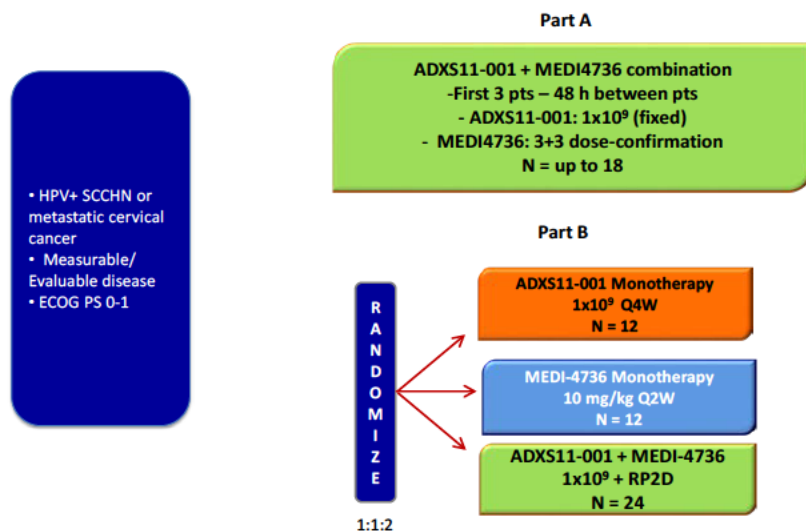 Part A
ADXS11-001 + MEDI4736 combination
-First 3 pts – 48 h between pts
- ADXS11-001: 1x10⁹ (fixed)
- MEDI4736: 3+3 dose-confirmation
N = up to 18
• HPV+ SCCHN or
metastatic cervical
cancer
• Measurable/
Evaluable disease
• ECOG PS 0-1
Part B
R
A
N
D
O
M
I
Z
E
1:1:2
ADXS11-001 Monotherapy
1x10⁹ Q4W
N = 12
MEDI-4736 Monotherapy
10 mg/kg Q2W
N = 12
ADXS11-001 + MEDI-4736
1x10⁹ + RP2D
N = 24